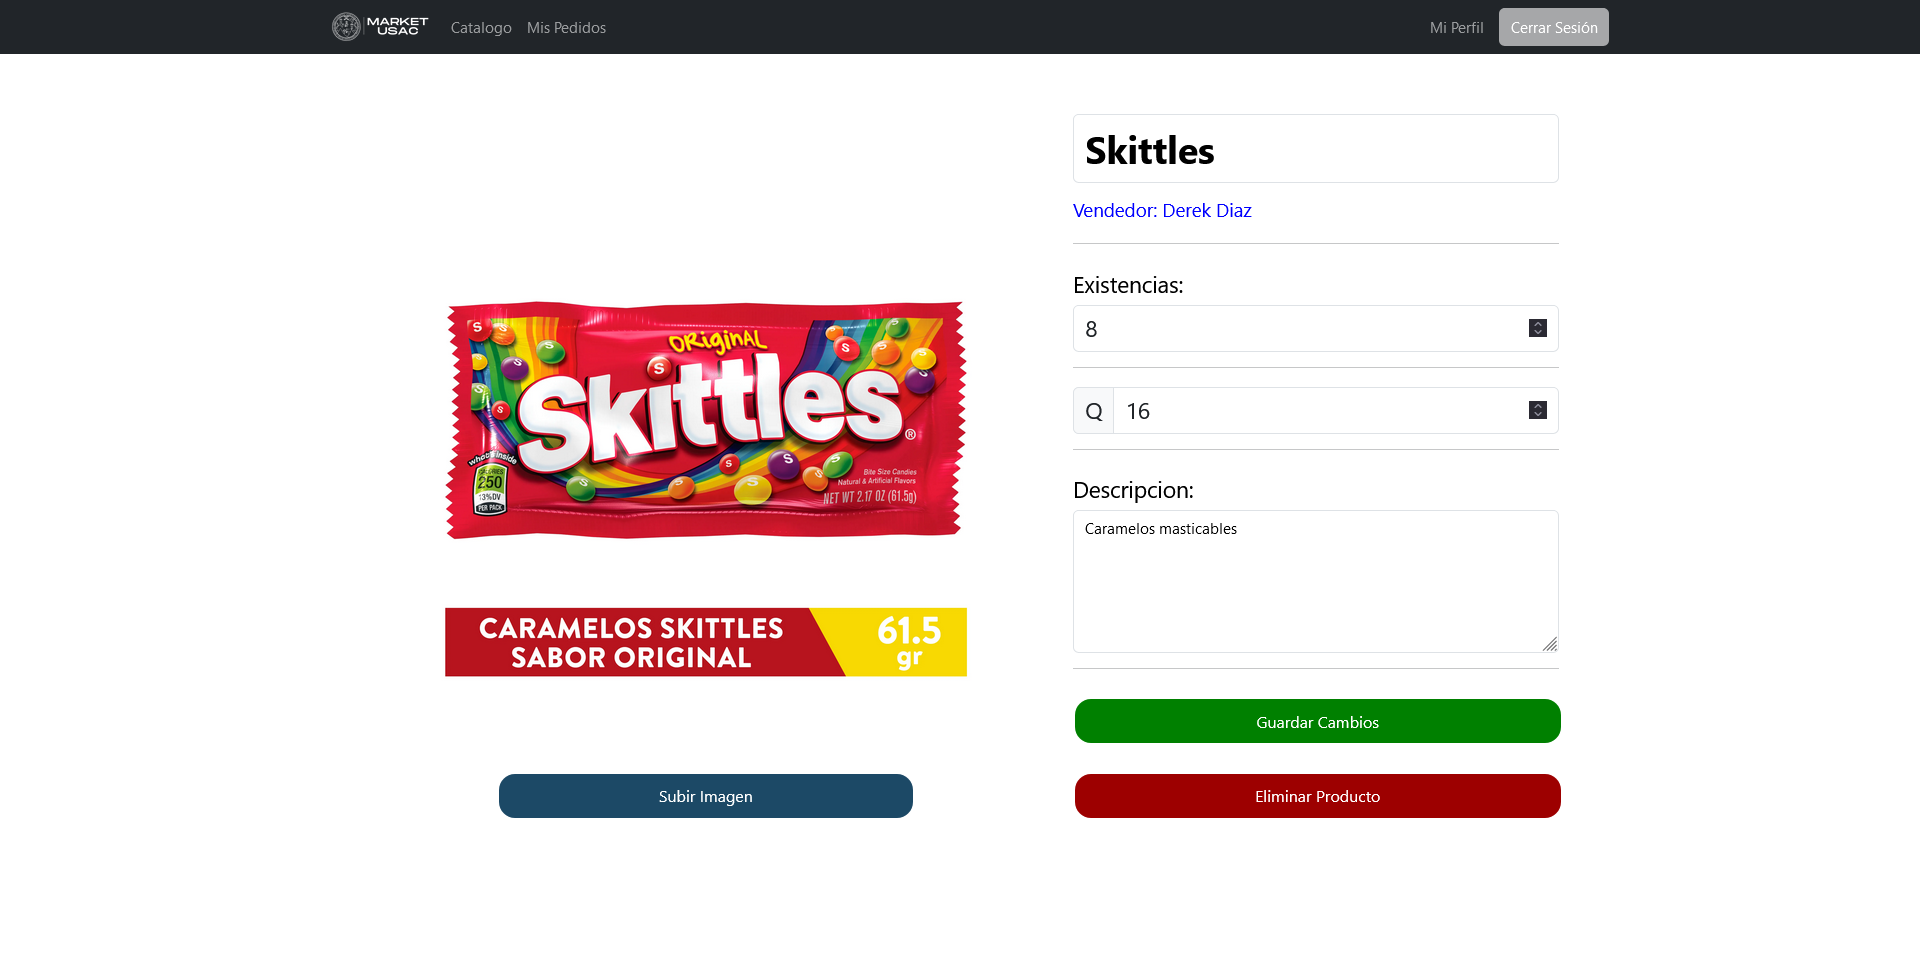 MARKET
USAC
Catalogo
Mis Pedidos
Mi Perfil
Cerrar Sesión
Skittles
Vendedor: Derek Diaz
Existencias:
8
Q
16
Descripcion:
Caramelos masticables
Guardar Cambios
Eliminar Producto
ORIGINAL
Skittles®
what's inside
CALORIES
250
13%DV
PER PACK
Bite Size Candies
Natural & Artificial Flavors
NET WT 2.17 OZ (61.5g)
CARAMELOS SKITTLES
SABOR ORIGINAL
61.5
gr
Subir Imagen